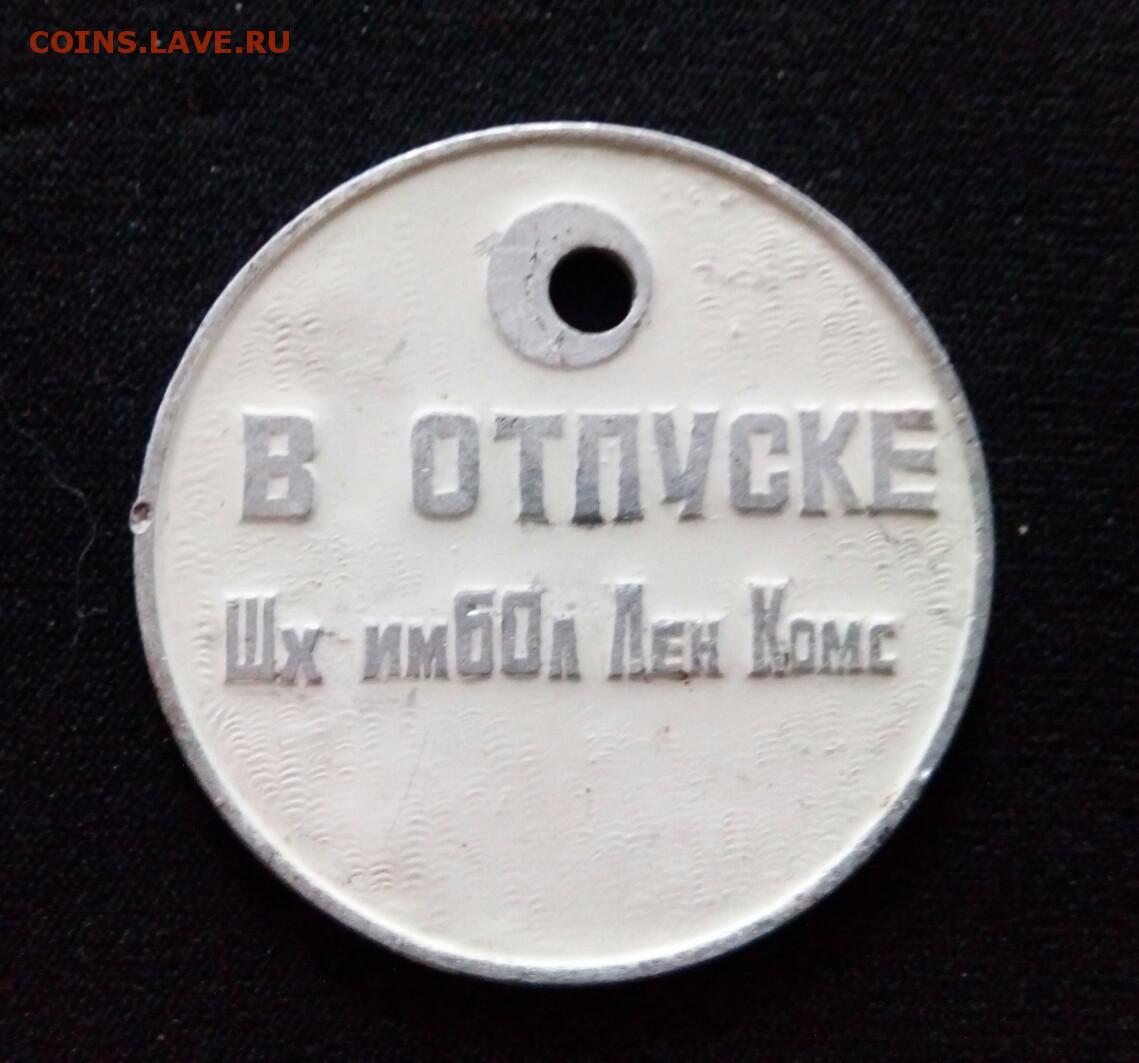 COINS.LAVE.RU
В ОТПУСКЕ
Шх им60л Лен Комс